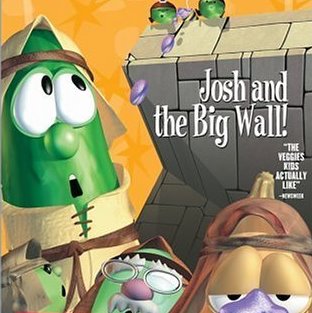 Josh and
the Big Wall!
"THE
VEGGIES
KIDS
ACTUALLY
LIKE"
–NEWSWEEK